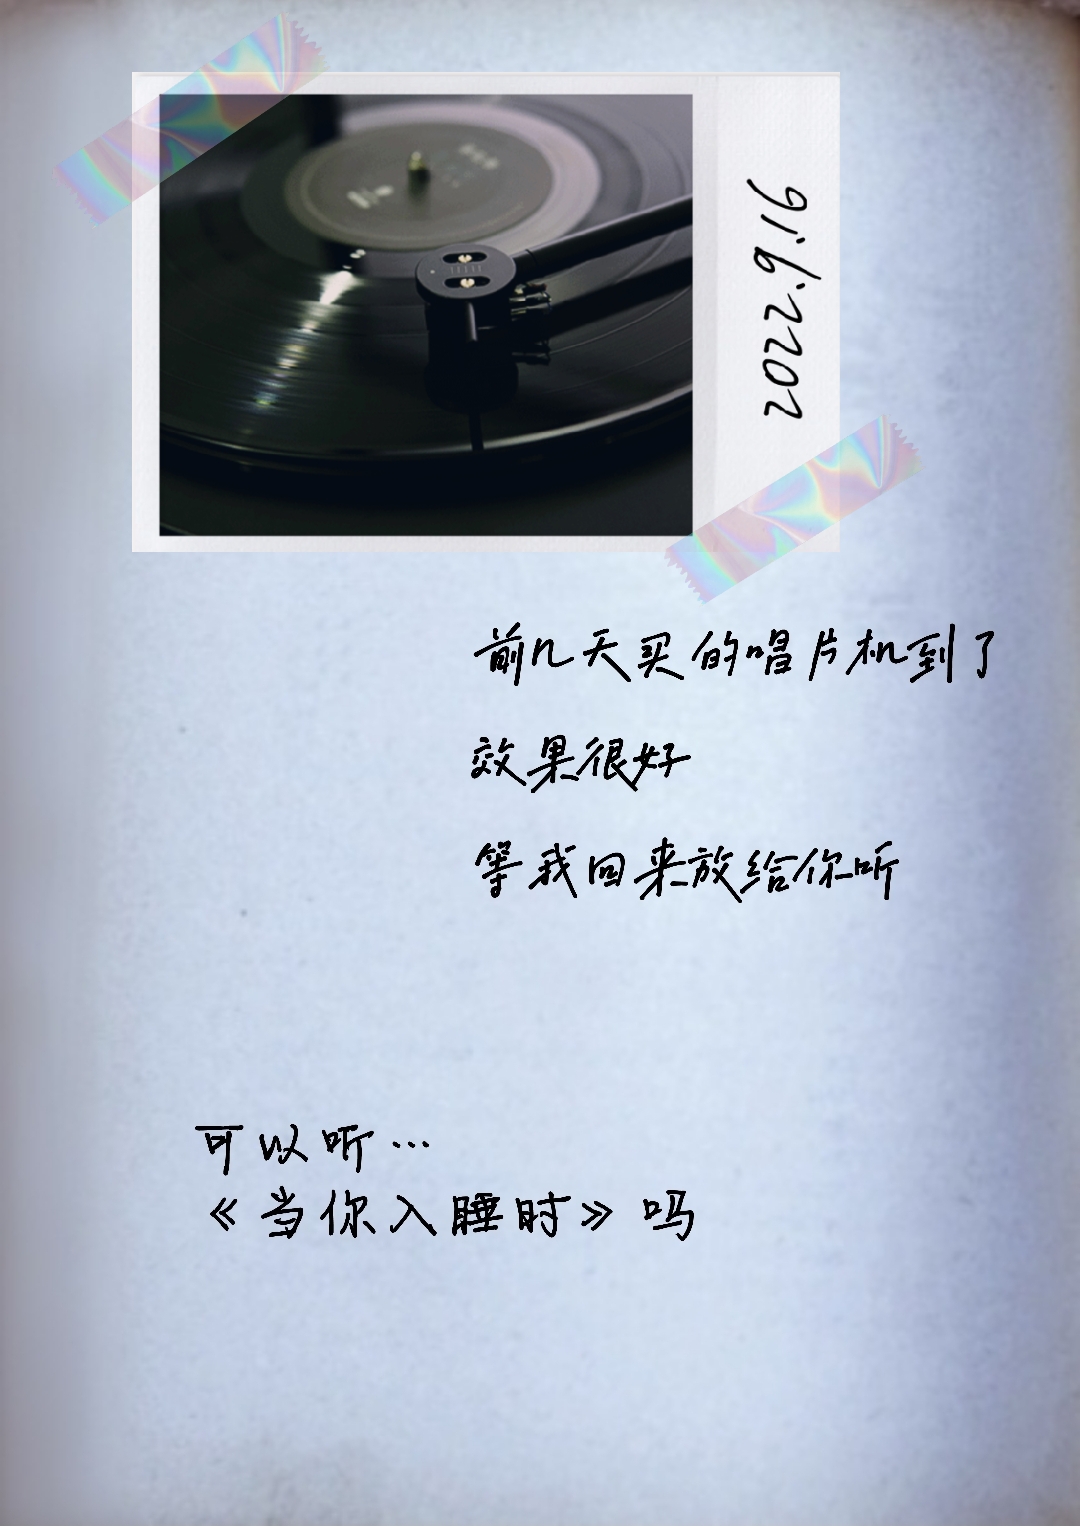 2022.9.16
前几天买的唱片机到了
效果很好
等我回来放给你听
可以听…
《当你入睡时》吗